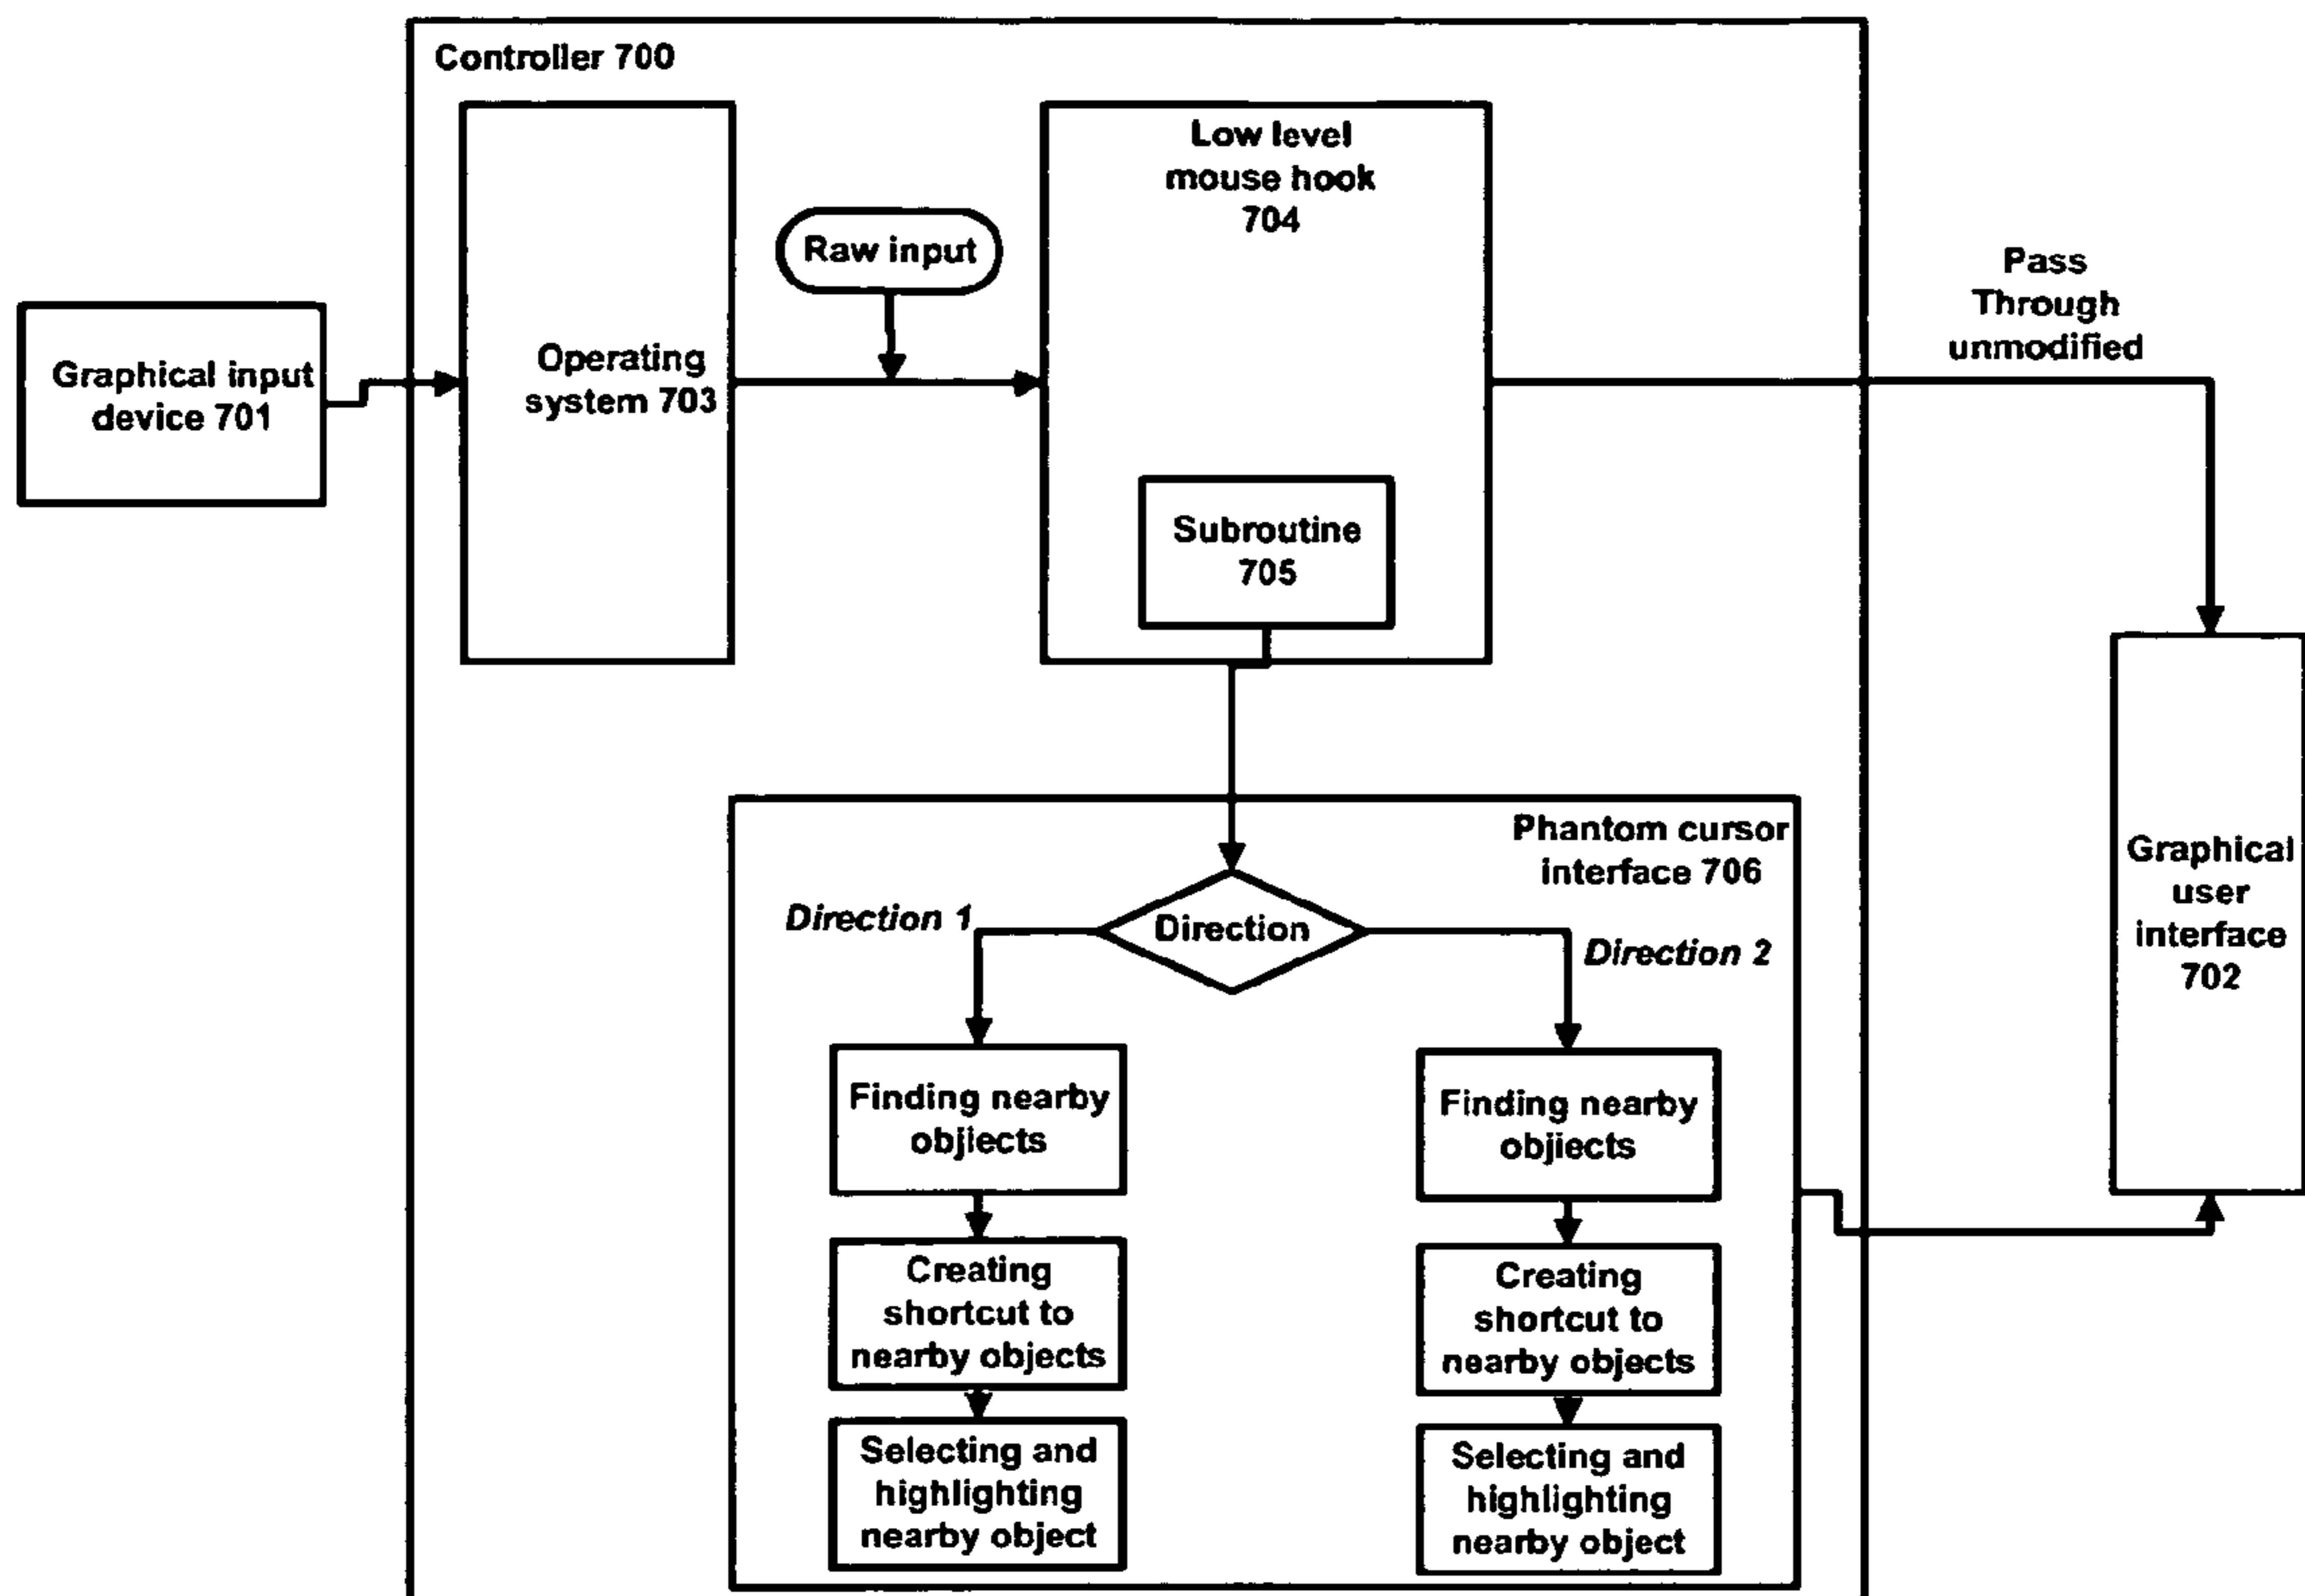 Controller 700
Low level
mouse hook
704
Raw input
Pass
Through
unmodified
Graphical input
device 701
Operating
system 703
Subroutine
705
Phantom cursor
interface 706
Direction 1
Direction
Direction 2
Graphical
user
interface
702
Finding nearby
objiects
Finding nearby
objiects
Creating
shortcut to
nearby objects
Creating
shortcut to
nearby objects
Selecting and
highlighting
nearby object
Selecting and
highlighting
nearby object